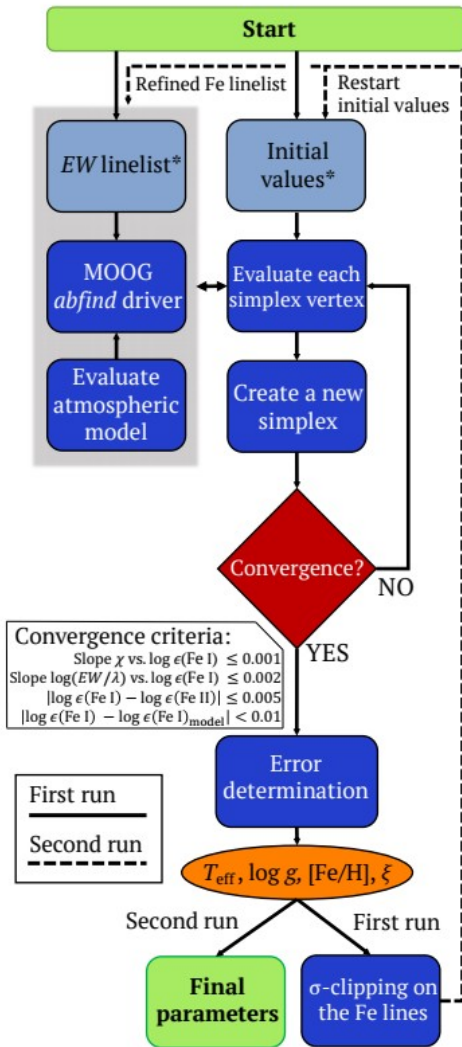 Start
Refined Fe linelist
Restart
initial values
EW linelist*
Initial
values*
MOOG
abfind driver
Evaluate each
simplex vertex
Evaluate
atmospheric
model
Create a new
simplex
Convergence?
NO
YES
Convergence criteria:
Slope χ vs. log ϵ(Fe I) ≤ 0.001
Slope log(EW/λ) vs. log ϵ(Fe I) ≤ 0.002
|log ϵ(Fe I) − log ϵ(Fe II)| ≤ 0.005
|log ϵ(Fe I) − log ϵ(Fe I)model| < 0.01
Error
determination
First run
Second run
Teff, log g, [Fe/H], ξ
Second run
First run
Final
parameters
σ-clipping on
the Fe lines